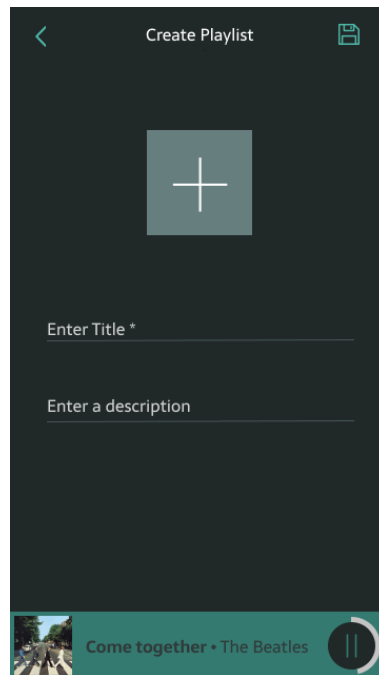 Create Playlist
Enter Title *
Enter a description
Come together • The Beatles